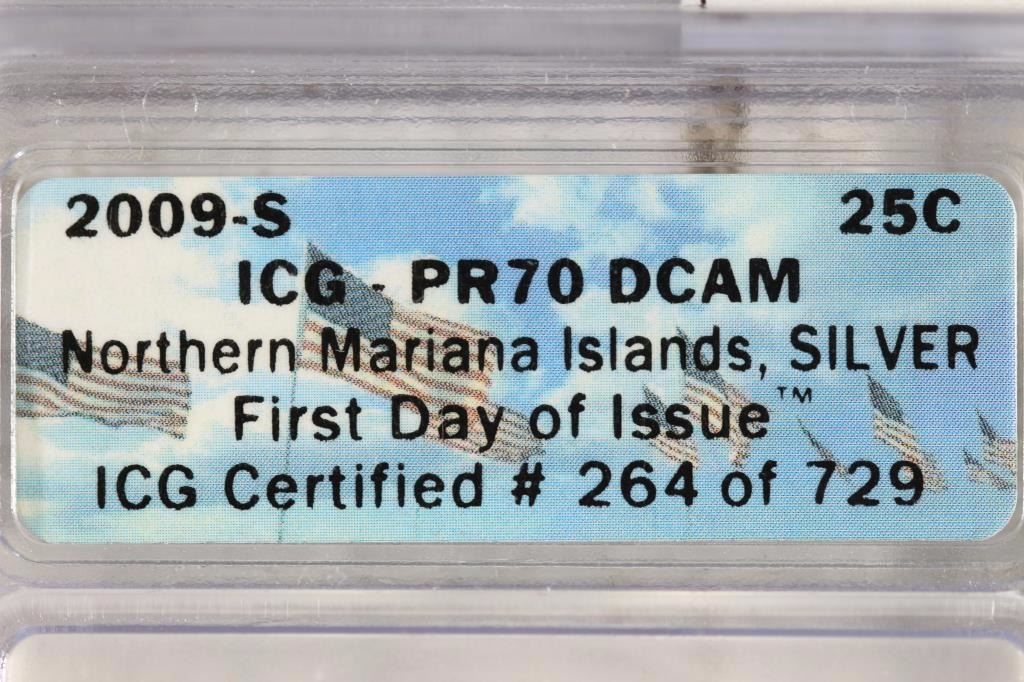 2009-S 25C
ICG - PR70 DCAM
Northern Mariana Islands, SILVER
First Day of Issue™
ICG Certified # 264 of 729